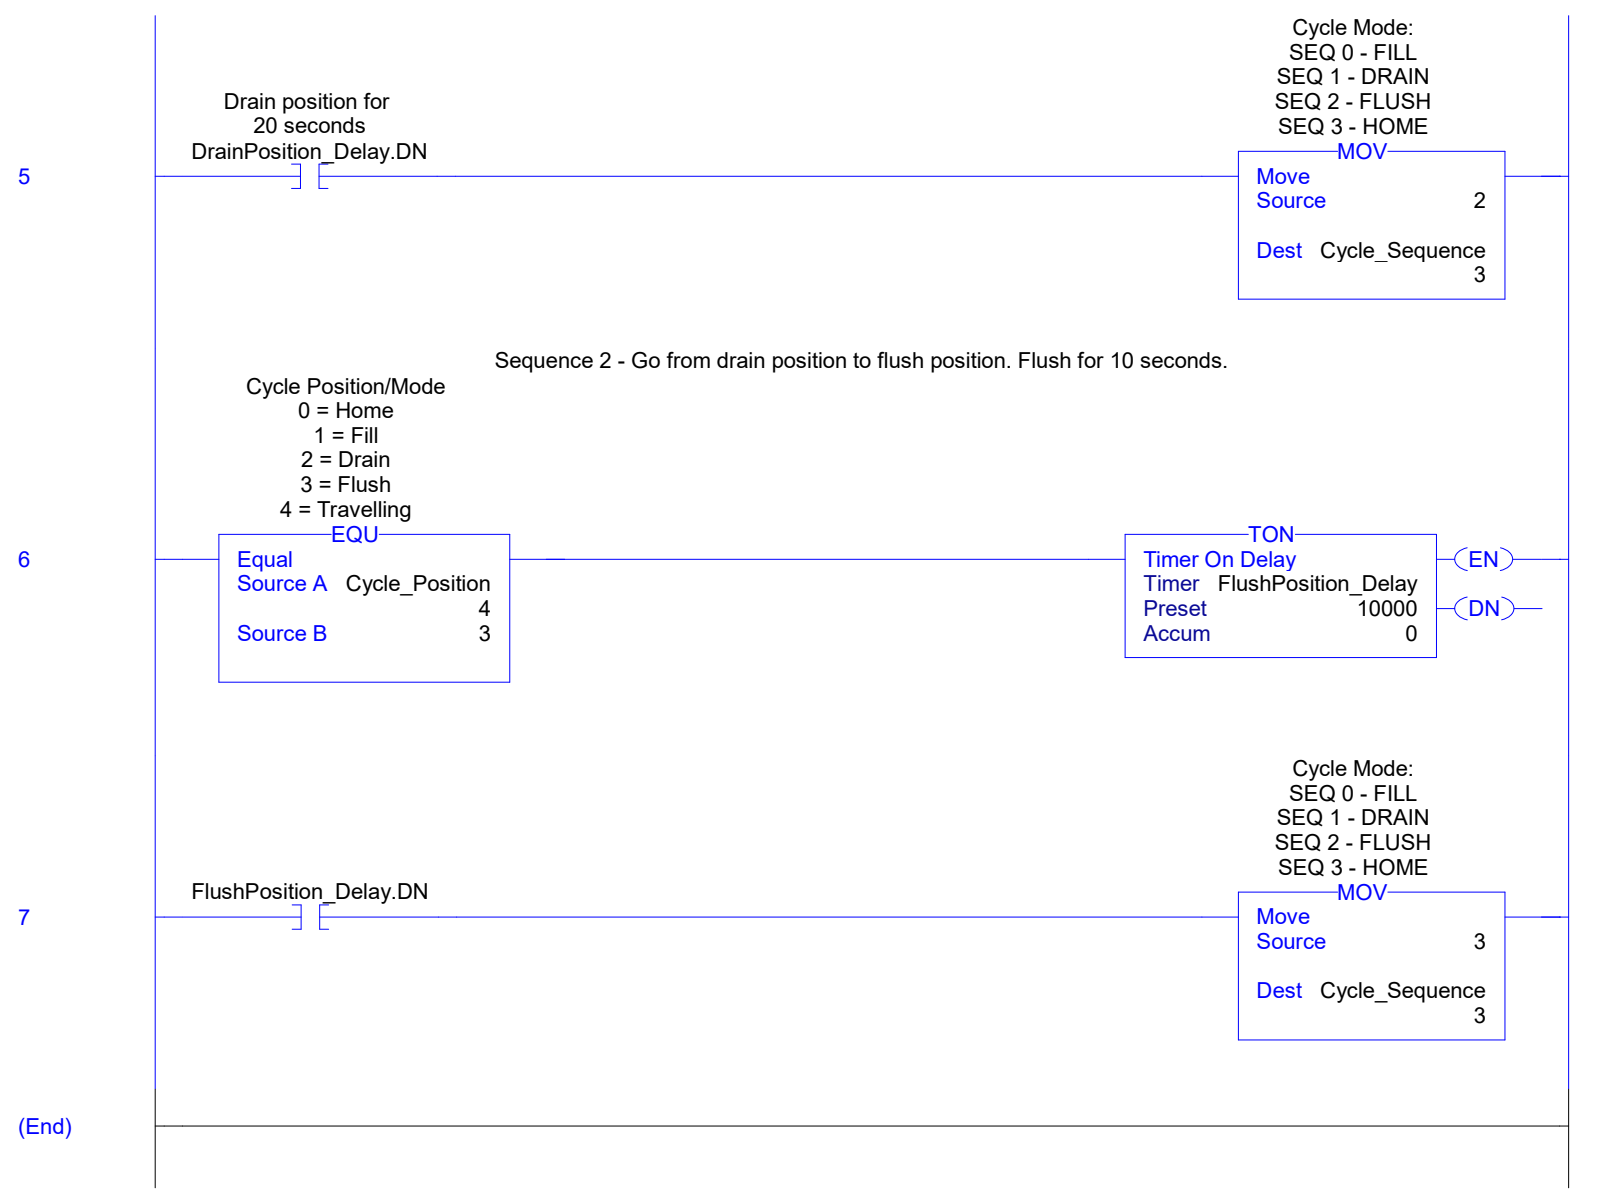 Cycle Mode:
SEQ 0 - FILL
SEQ 1 - DRAIN
SEQ 2 - FLUSH
SEQ 3 - HOME
Drain position for
20 seconds
DrainPosition_Delay.DN
MOV
5
Move
Source 2
Dest Cycle_Sequence
3
Sequence 2 - Go from drain position to flush position. Flush for 10 seconds.
Cycle Position/Mode
0 = Home
1 = Fill
2 = Drain
3 = Flush
4 = Travelling
EQU
6
Equal
Source A Cycle_Position
4
Source B 3
TON
Timer On Delay
Timer FlushPosition_Delay
Preset 10000
Accum 0
EN
DN
Cycle Mode:
SEQ 0 - FILL
SEQ 1 - DRAIN
SEQ 2 - FLUSH
SEQ 3 - HOME
FlushPosition_Delay.DN
MOV
7
Move
Source 3
Dest Cycle_Sequence
3
(End)